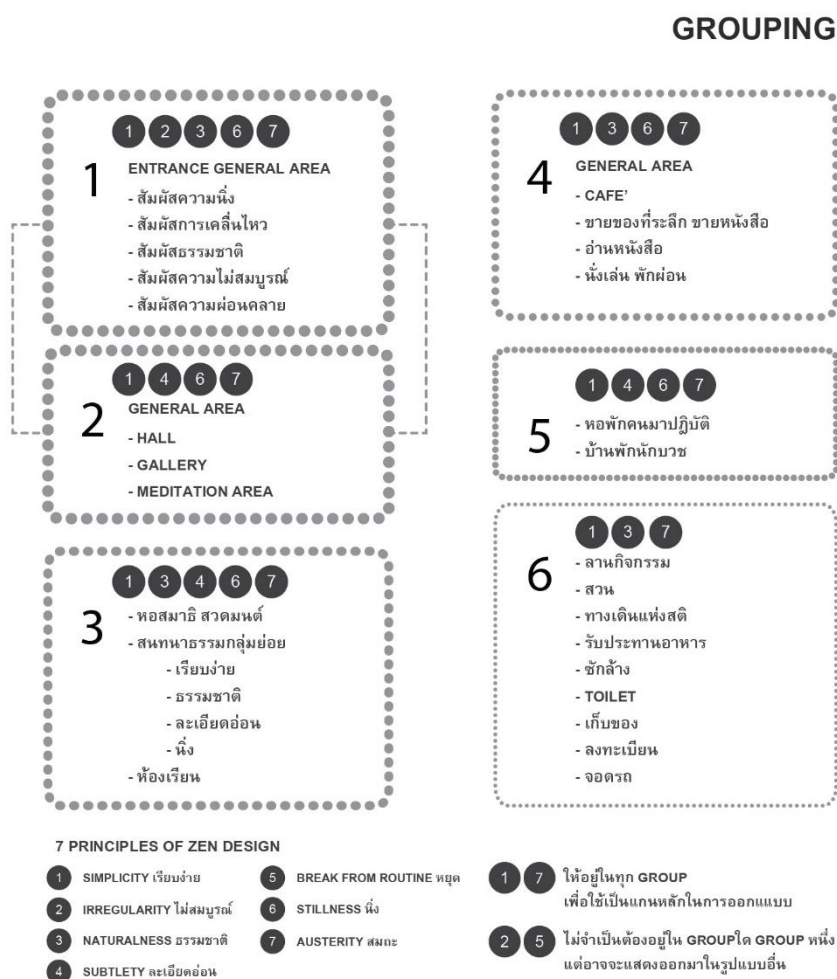 GROUPING
1 2 3 6 7
1
ENTRANCE GENERAL AREA
- สัมผัสความนิ่ง
- สัมผัสการเคลื่นไหว
- สัมผัสธรรมชาติ
- สัมผัสความไม่สมบูรณ์
- สัมผัสความผ่อนคลาย
1 4 6 7
2
GENERAL AREA
- HALL
- GALLERY
- MEDITATION AREA
1 3 4 6 7
3
- หอสมาธิ สวดมนต์
- สนทนาธรรมกลุ่มย่อย
- เรียบง่าย
- ธรรมชาติ
- ละเอียดอ่อน
- นิ่ง
- ห้องเรียน
1 3 6 7
4
GENERAL AREA
- CAFE'
- ขายของที่ระลึก ขายหนังสือ
- อ่านหนังสือ
- นั่งเล่น พักผ่อน
1 4 6 7
5
- หอพักคนมาปฎิบัติ
- บ้านพักนักบวช
1 3 7
6
- ลานกิจกรรม
- สวน
- ทางเดินแห่งสติ
- รับประทานอาหาร
- ซักล้าง
- TOILET
- เก็บของ
- ลงทะเบียน
- จอดรถ
7 PRINCIPLES OF ZEN DESIGN
1 SIMPLICITY เรียบง่าย
2 IRREGULARITY ไม่สมบูรณ์
3 NATURALNESS ธรรมชาติ
4 SUBTLETY ละเอียดอ่อน
5 BREAK FROM ROUTINE หยุด
6 STILLNESS นิ่ง
7 AUSTERITY สมถะ
1 7 ให้อยู่ในทุก GROUP
เพื่อใช้เป็นแกนหลักในการออกแแบบ
2 5 ไม่จำเป็นต้องอยู่ใน GROUPใด GROUP หนึ่ง
แต่อาจจะแสดงออกมาในรูปแบบอื่น